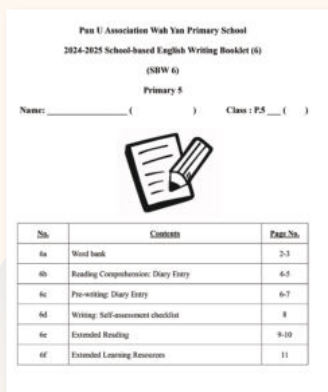 Pun U Association Wah Yan Primary School
2024-2025 School-based English Writing Booklet (6)
(SBW 6)
Primary 5
Name: ____________ ( ) Class : P.5 ___ ( )
No. Contents Page No.
6a Word bank 2-3
6b Reading Comprehension: Diary Entry 4-5
6c Pre-writing: Diary Entry 6-7
6d Writing: Self-assessment checklist 8
6e Extended Reading 9-10
6f Extended Learning Resources 11